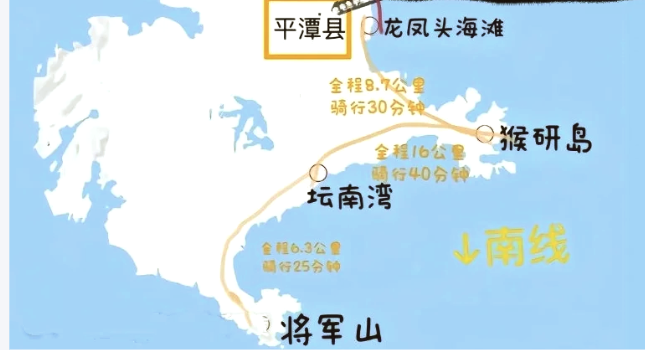 平潭县
龙凤头海滩
全程8.7公里
骑行30分钟
猴研岛
全程16公里
骑行40分钟
坛南湾
↓南线
全程6.3公里
骑行25分钟
将军山